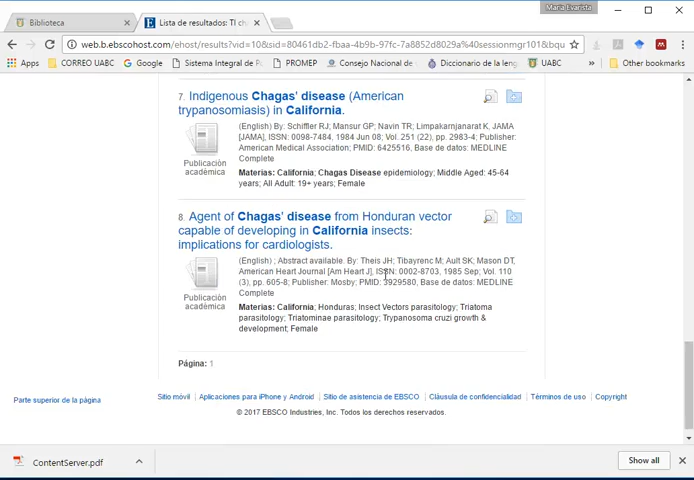 Maria Evarista
Biblioteca
Lista de resultados: TI ch
web.b.ebscohost.com/ehost/results?vid=10&sid=80461db2-fbaa-4b9b-97fc-7a8852d8029a%40sessionmgr101&bqu
Apps CORREO UABC Google Sistema Integral de P PROMEP Consejo Nacional de Diccionario de la leng UABC » Other bookmarks
7. Indigenous Chagas' disease (American
trypanosomiasis) in California.
(English) By: Schiffler RJ; Mansur GP; Navin TR; Limpakarnjanarat K, JAMA
[JAMA], ISSN: 0098-7484, 1984 Jun 08; Vol. 251 (22), pp. 2983-4; Publisher:
American Medical Association; PMID: 6425516, Base de datos: MEDLINE
Complete
Publicación
académica
Materias: California; Chagas Disease epidemiology; Middle Aged: 45-64
years; All Adult: 19+ years; Female
8. Agent of Chagas' disease from Honduran vector
capable of developing in California insects:
implications for cardiologists.
(English) ; Abstract available. By: Theis JH; Tibayrenc M; Ault SK; Mason DT,
American Heart Journal [Am Heart J], ISSN: 0002-8703, 1985 Sep; Vol. 110
(3), pp. 605-8; Publisher: Mosby; PMID: 3929580, Base de datos: MEDLINE
Complete
Publicación
académica
Materias: California; Honduras; Insect Vectors parasitology; Triatoma
parasitology; Triatominae parasitology; Trypanosoma cruzi growth &
development; Female
Página: 1
Parte superior de la página
Sitio móvil Aplicaciones para iPhone y Android Sitio de asistencia de EBSCO Cláusula de confidencialidad Términos de uso Copyright
© 2017 EBSCO Industries, Inc. Todos los derechos reservados.
ContentServer.pdf
Show all